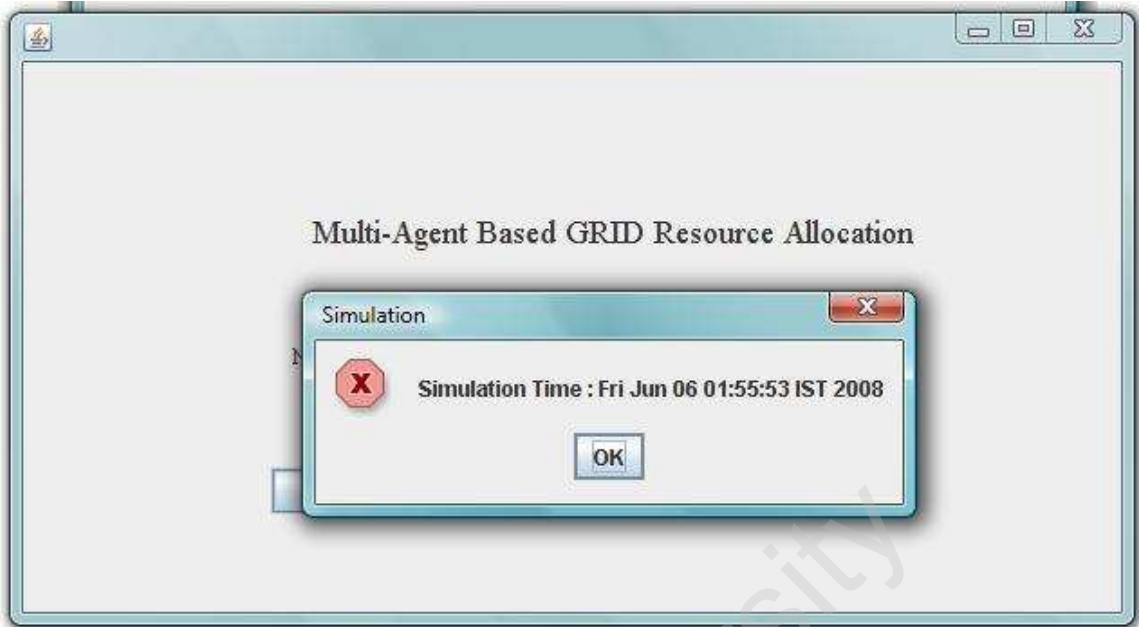 Multi-Agent Based GRID Resource Allocation
Simulation
Simulation Time : Fri Jun 06 01:55:53 IST 2008
OK